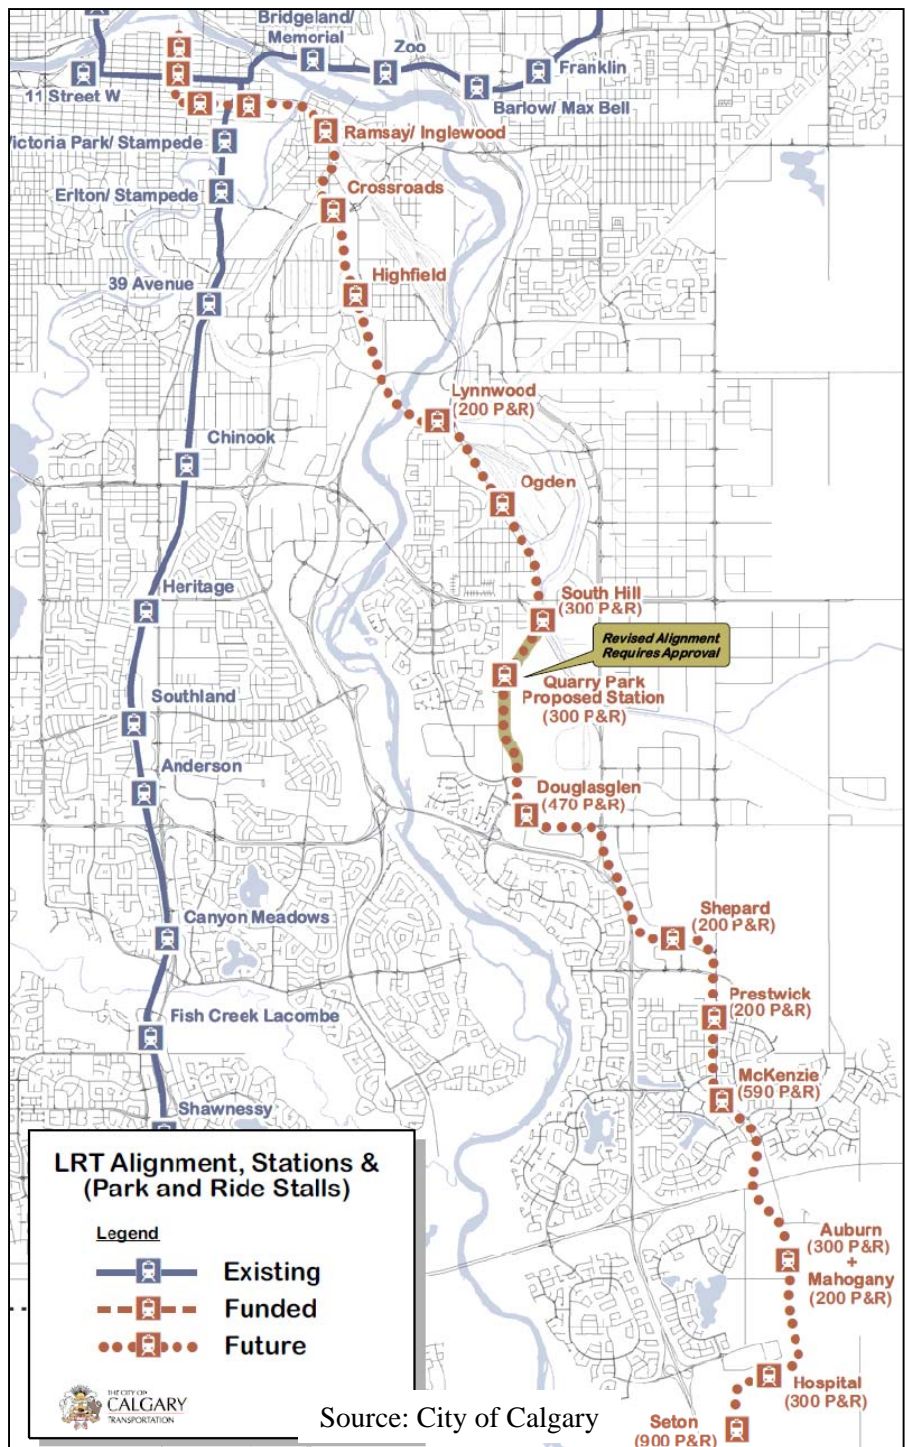 Bridgeland/
Memorial
Zoo
Franklin
11 Street W
Barlow/ Max Bell
Victoria Park/ Stampede
Ramsay/ Inglewood
Erlton/ Stampede
Crossroads
39 Avenue
Highfield
Lynnwood
(200 P&R)
Chinook
Ogden
Heritage
South Hill
(300 P&R)
Revised Alignment
Requires Approval
Quarry Park
Proposed Station
(300 P&R)
Southland
Anderson
Douglasglen
(470 P&R)
Canyon Meadows
Shepard
(200 P&R)
Fish Creek Lacombe
Prestwick
(200 P&R)
McKenzie
(590 P&R)
Shawnessy
LRT Alignment, Stations &
(Park and Ride Stalls)
Legend
Existing
Funded
Future
Auburn
(300 P&R)
+
Mahogany
(200 P&R)
Hospital
(300 P&R)
Seton
(900 P&R)
THE CITY OF
CALGARY
TRANSPORTATION
Source: City of Calgary